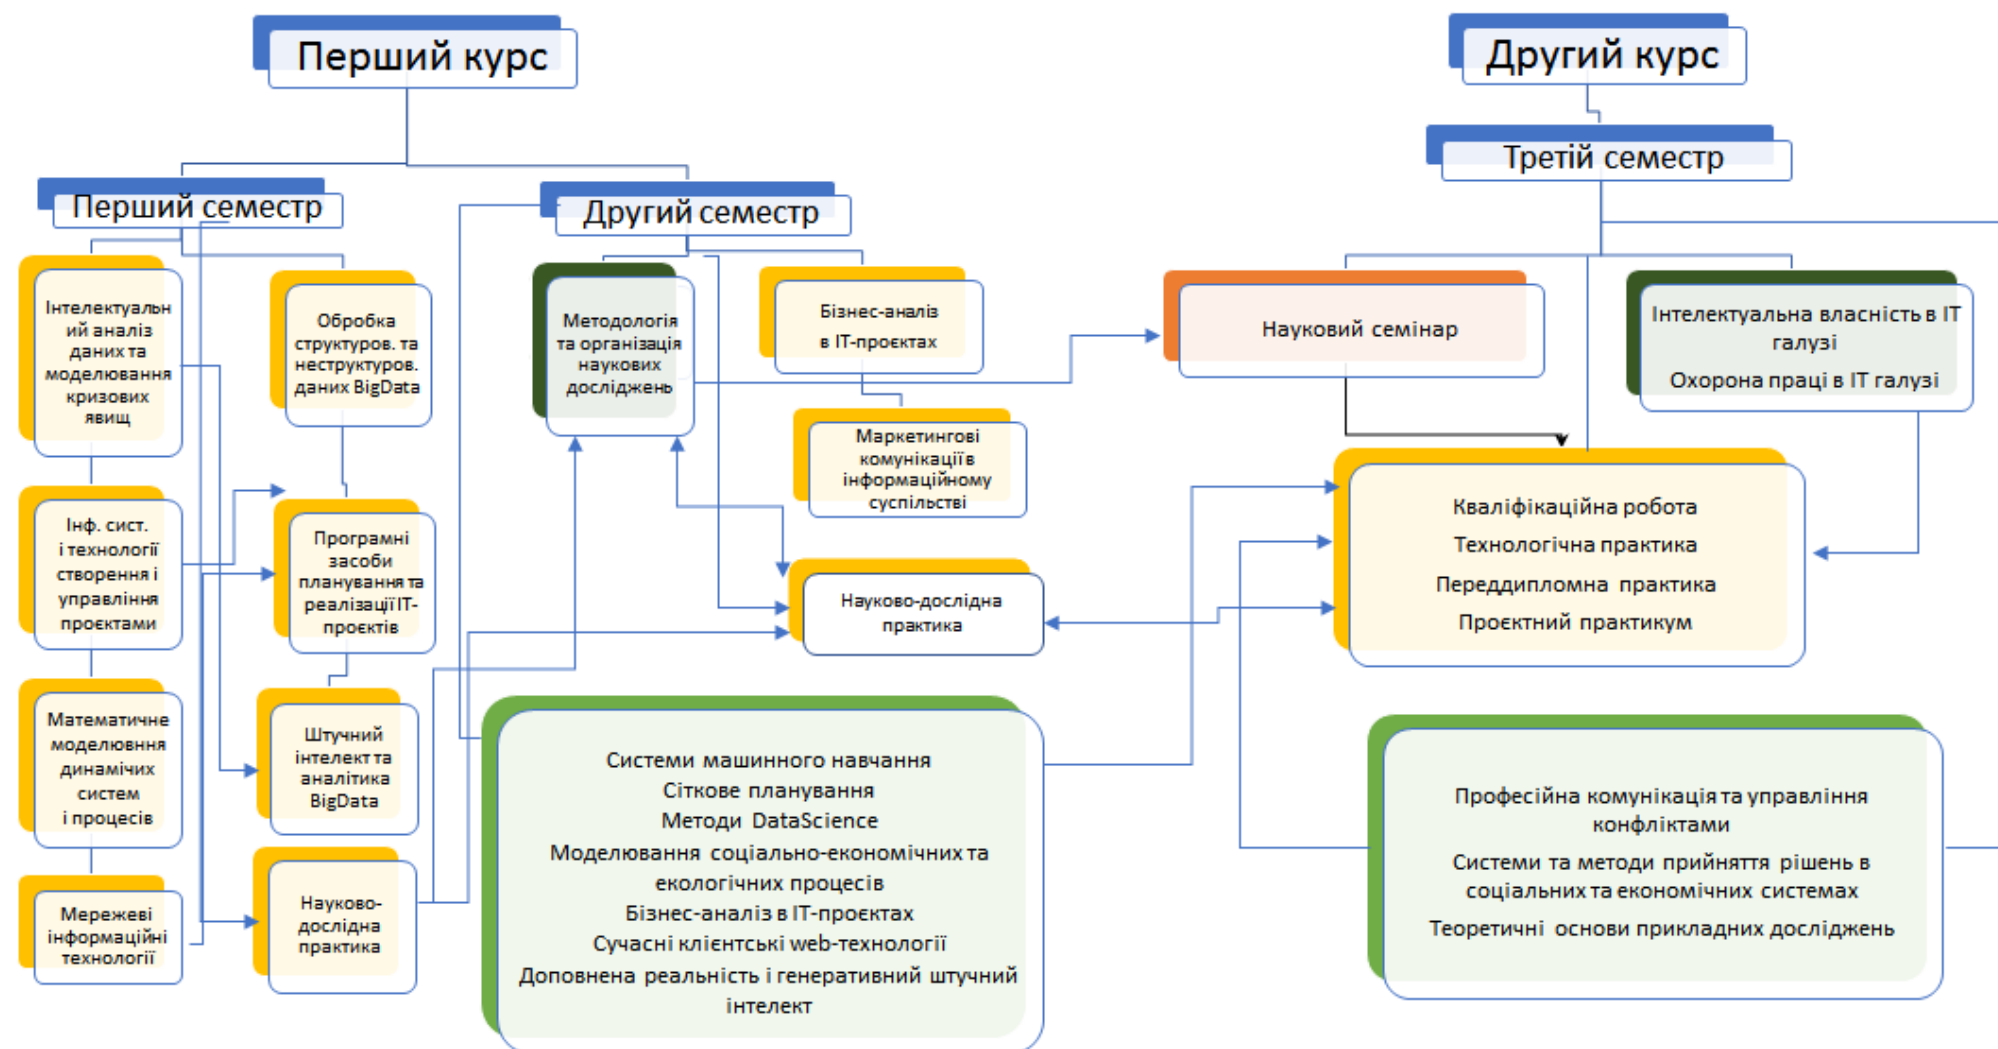 Перший курс
Другий курс
Третій семестр
Перший семестр
Другий семестр
Інтелектуальн
ий аналіз
даних та
моделювання
кризових
явищ
Обробка
структуров. та
неструктуров.
даних BigData
Методологія
та організація
наукових
досліджень
Бізнес-аналіз
в ІТ-проєктах
Науковий семінар
Інтелектуальна власність в ІТ
галузі
Охорона праці в ІТ галузі
Маркетингові
комунікації в
інформаційному
суспільстві
Інф. сист.
і технології
створення і
управління
проєктами
Програмні
засоби
планування та
реалізації ІТ-
проєктів
Науково-дослідна
практика
Кваліфікаційна робота
Технологічна практика
Переддипломна практика
Проєктний практикум
Математичне
моделювння
динамічих
систем
і процесів
Штучний
інтелект та
аналітика
BigData
Мережеві
інформаційні
технології
Науково-
дослідна
практика
Системи машинного навчання
Сіткове планування
Методи DataScience
Моделювання соціально-економічних та
екологічних процесів
Бізнес-аналіз в ІТ-проєктах
Сучасні клієнтські web-технології
Доповнена реальність і генеративний штучний
інтелект
Професійна комунікація та управління
конфліктами
Системи та методи прийняття рішень в
соціальних та економічних системах
Теоретичні основи прикладних досліджень